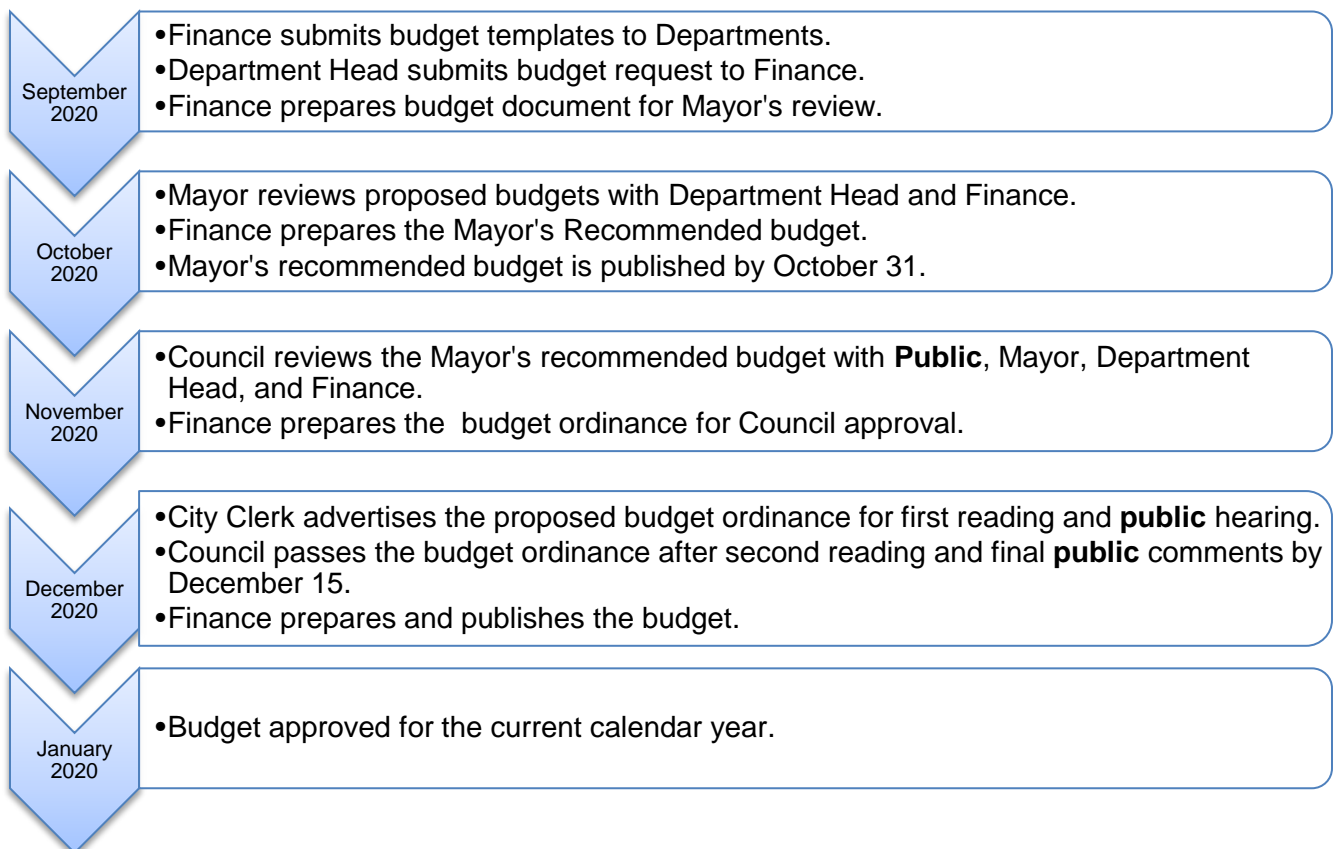 September
2020
•Finance submits budget templates to Departments.
•Department Head submits budget request to Finance.
•Finance prepares budget document for Mayor's review.
October
2020
•Mayor reviews proposed budgets with Department Head and Finance.
•Finance prepares the Mayor's Recommended budget.
•Mayor's recommended budget is published by October 31.
November
2020
•Council reviews the Mayor's recommended budget with Public, Mayor, Department
Head, and Finance.
•Finance prepares the  budget ordinance for Council approval.
December
2020
•City Clerk advertises the proposed budget ordinance for first reading and public hearing.
•Council passes the budget ordinance after second reading and final public comments by
December 15.
•Finance prepares and publishes the budget.
January
2020
•Budget approved for the current calendar year.